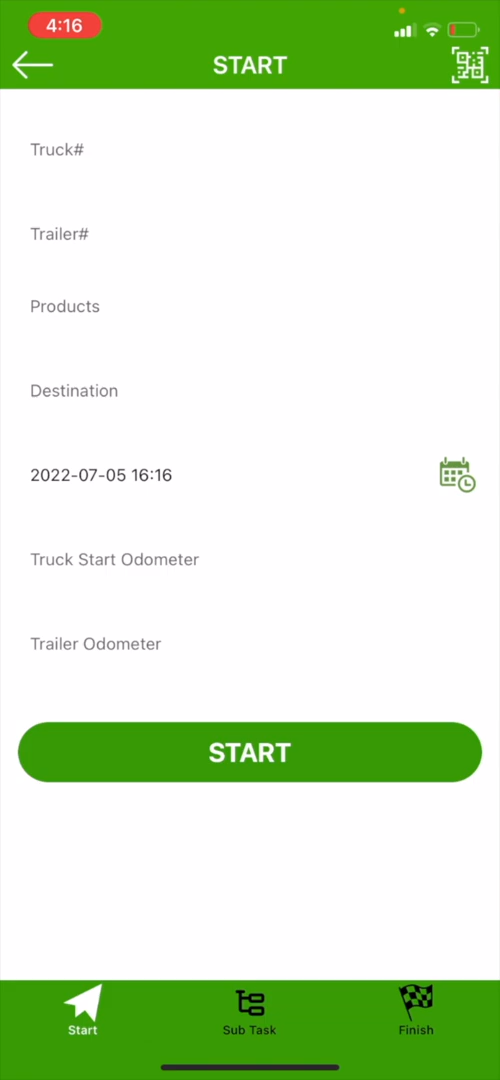 4:16
START
Truck#
Trailer#
Products
Destination
2022-07-05 16:16
Truck Start Odometer
Trailer Odometer
START
Start
Sub Task
Finish